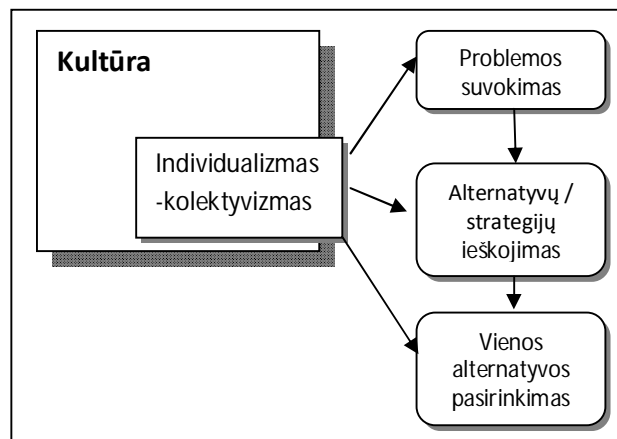 Kultūra
Individualizmas
-kolektyvizmas
Problemos
suvokimas
Alternatyvų /
strategijų
ieškojimas
Vienos
alternatyvos
pasirinkimas